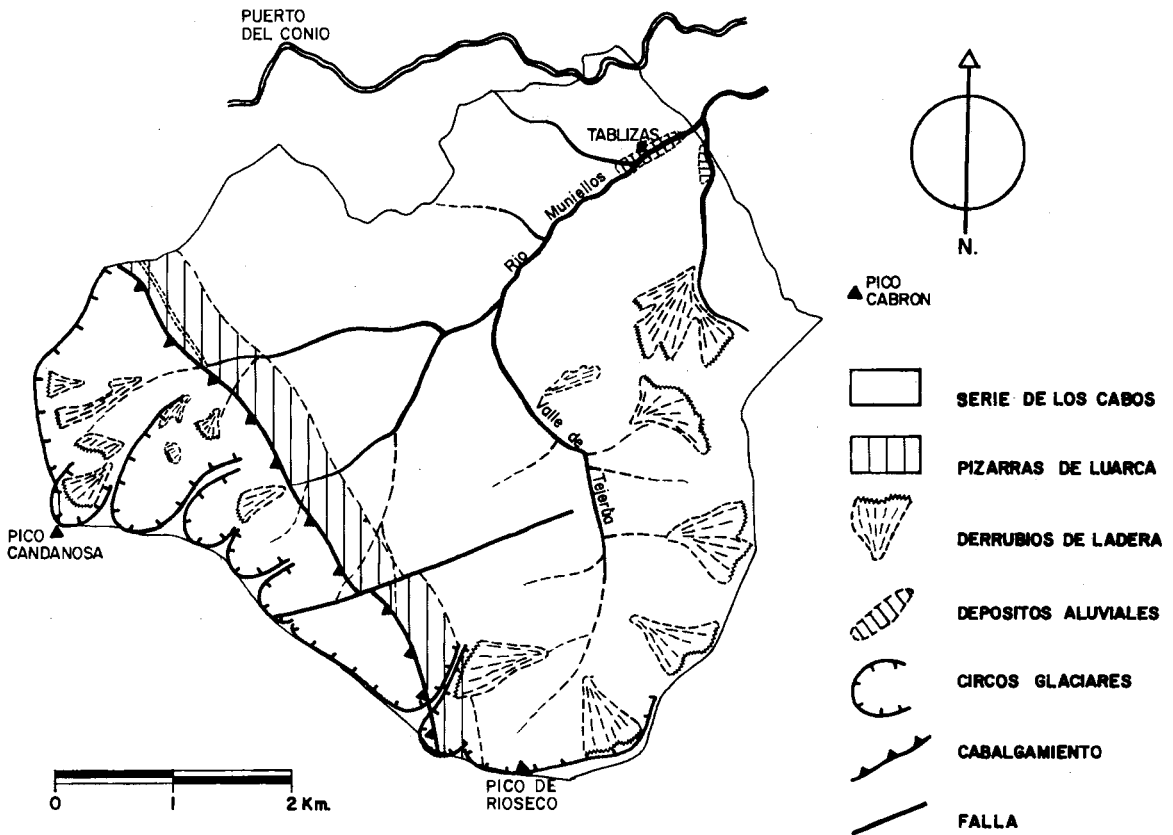 PUERTO
DEL CONIO
TABLIZAS
Rio Muniellos
N.
PICO
CABRON
Valle de Tejerba
PICO
CANDANOSA
PICO DE
RIOSECO
0 1 2 Km.
SERIE DE LOS CABOS
PIZARRAS DE LUARCA
DERRUBIOS DE LADERA
DEPOSITOS ALUVIALES
CIRCOS GLACIARES
CABALGAMIENTO
FALLA